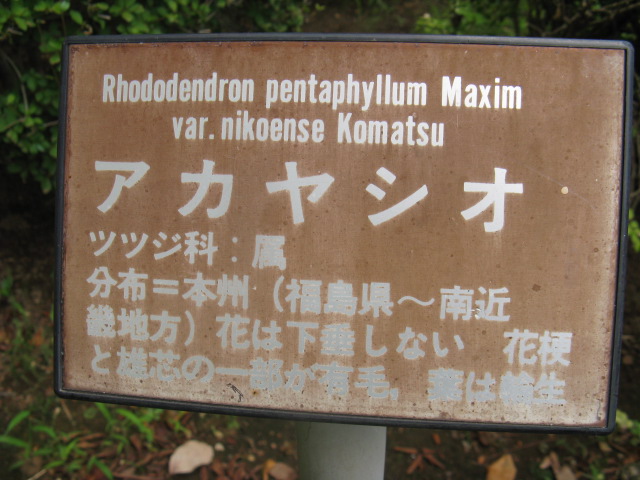 Rhododendron pentaphyllum Maxim
var. nikoense Komatsu
アカヤシオ
ツツジ科：属
分布＝本州（福島県～南近
畿地方）花は下垂しない 花梗
と雄芯の一部が有毛．葉は輪生